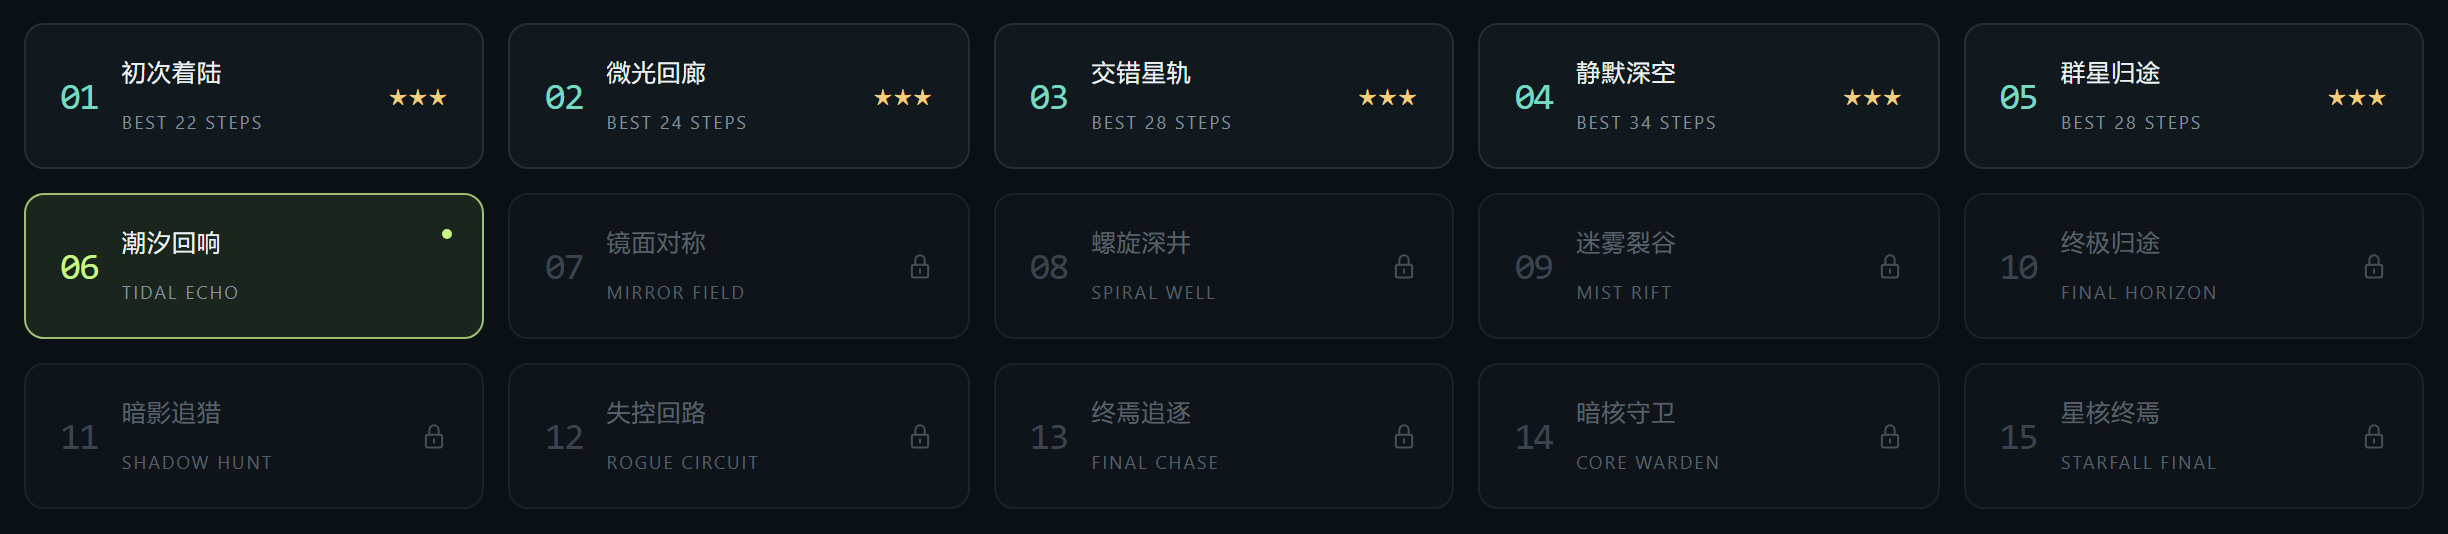 01
初次着陆
BEST 22 STEPS
★★★
02
微光回廊
BEST 24 STEPS
★★★
03
交错星轨
BEST 28 STEPS
★★★
04
静默深空
BEST 34 STEPS
★★★
05
群星归途
BEST 28 STEPS
★★★
06
潮汐回响
TIDAL ECHO
07
镜面对称
MIRROR FIELD
08
螺旋深井
SPIRAL WELL
09
迷雾裂谷
MIST RIFT
10
终极归途
FINAL HORIZON
11
暗影追猎
SHADOW HUNT
12
失控回路
ROGUE CIRCUIT
13
终焉追逐
FINAL CHASE
14
暗核守卫
CORE WARDEN
15
星核终焉
STARFALL FINAL